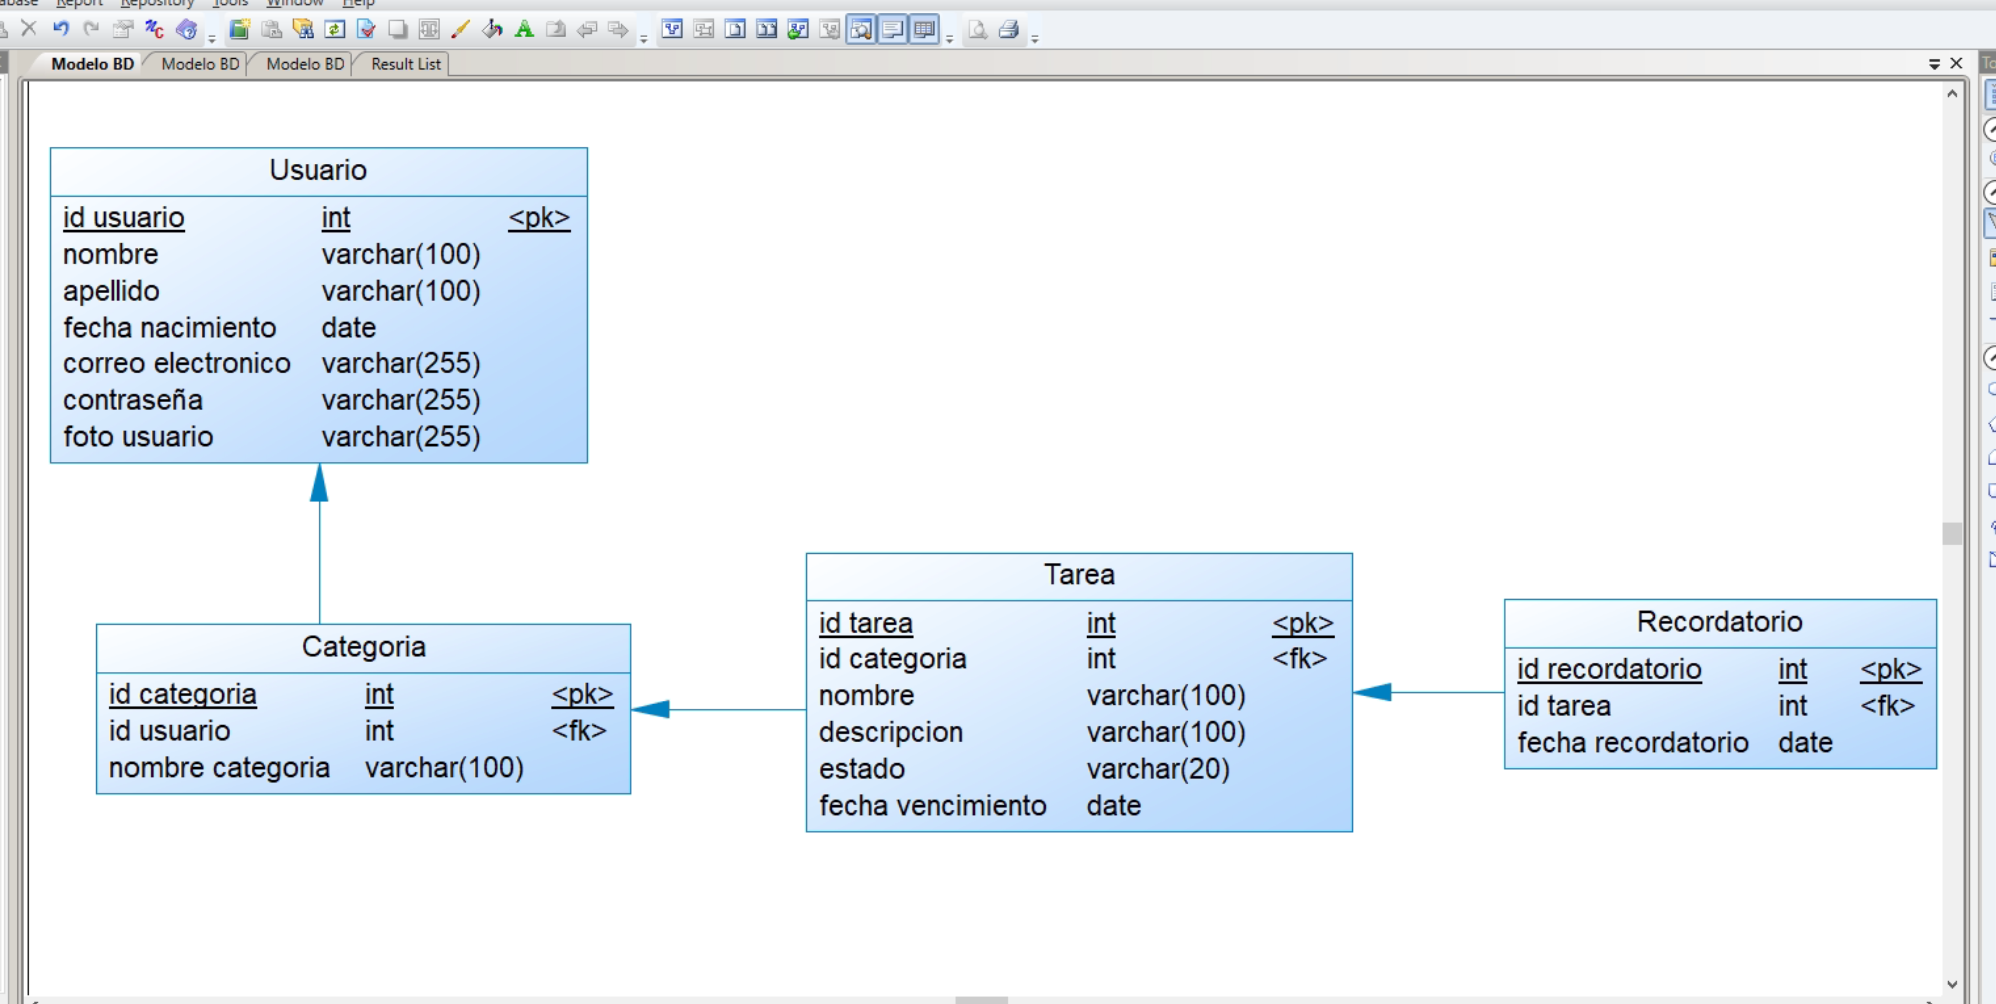 Report Repository Tools Window Help
Modelo BD Modelo BD Modelo BD Result List
Usuario
id usuario int <pk>
nombre varchar(100)
apellido varchar(100)
fecha nacimiento date
correo electronico varchar(255)
contraseña varchar(255)
foto usuario varchar(255)
Categoria
id categoria int <pk>
id usuario int <fk>
nombre categoria varchar(100)
Tarea
id tarea int <pk>
id categoria int <fk>
nombre varchar(100)
descripcion varchar(100)
estado varchar(20)
fecha vencimiento date
Recordatorio
id recordatorio int <pk>
id tarea int <fk>
fecha recordatorio date